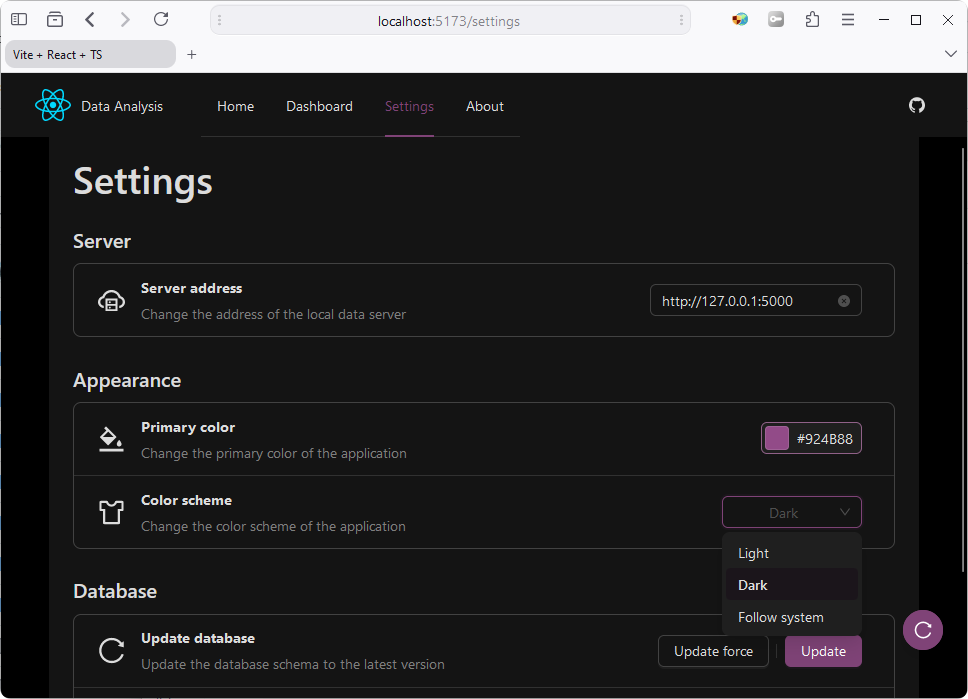 localhost:5173/settings
Vite + React + TS
Data Analysis
Home
Dashboard
Settings
About
Settings
Server
Server address
Change the address of the local data server
http://127.0.0.1:5000
Appearance
Primary color
Change the primary color of the application
#924B88
Color scheme
Change the color scheme of the application
Dark
Light
Dark
Follow system
Database
Update database
Update the database schema to the latest version
Update force
Update